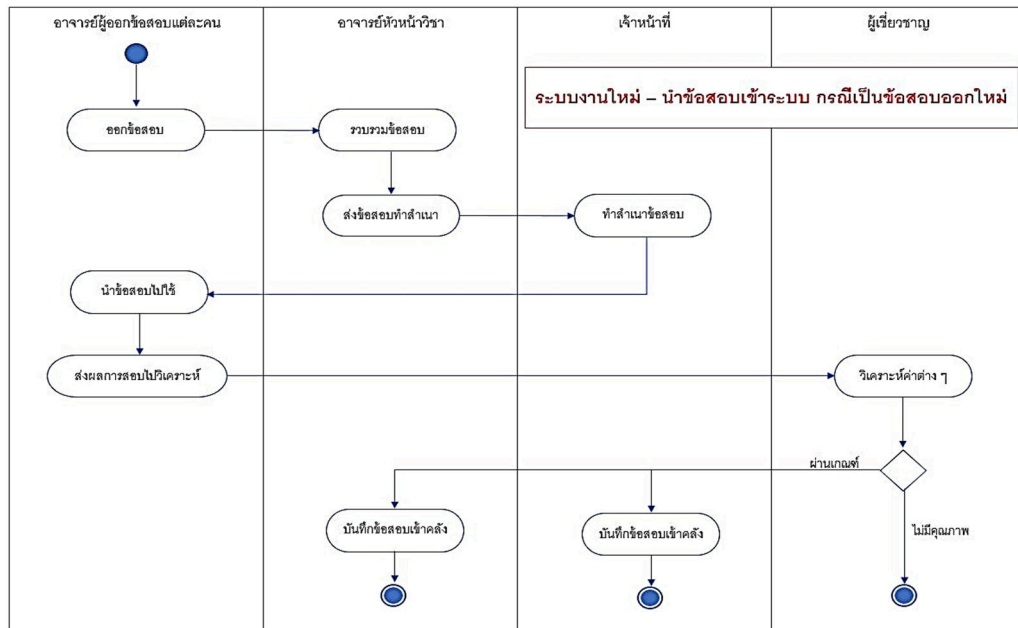 อาจารย์ผู้ออกข้อสอบแต่ละคน
อาจารย์หัวหน้าวิชา
เจ้าหน้าที่
ผู้เชี่ยวชาญ
ระบบงานใหม่ – นำข้อสอบเข้าระบบ กรณีเป็นข้อสอบออกใหม่
ออกข้อสอบ
รวบรวมข้อสอบ
ส่งข้อสอบทำสำเนา
ทำสำเนาข้อสอบ
นำข้อสอบไปใช้
ส่งผลการสอบไปวิเคราะห์
วิเคราะห์ค่าต่าง ๆ
ผ่านเกณฑ์
บันทึกข้อสอบเข้าคลัง
บันทึกข้อสอบเข้าคลัง
ไม่มีคุณภาพ